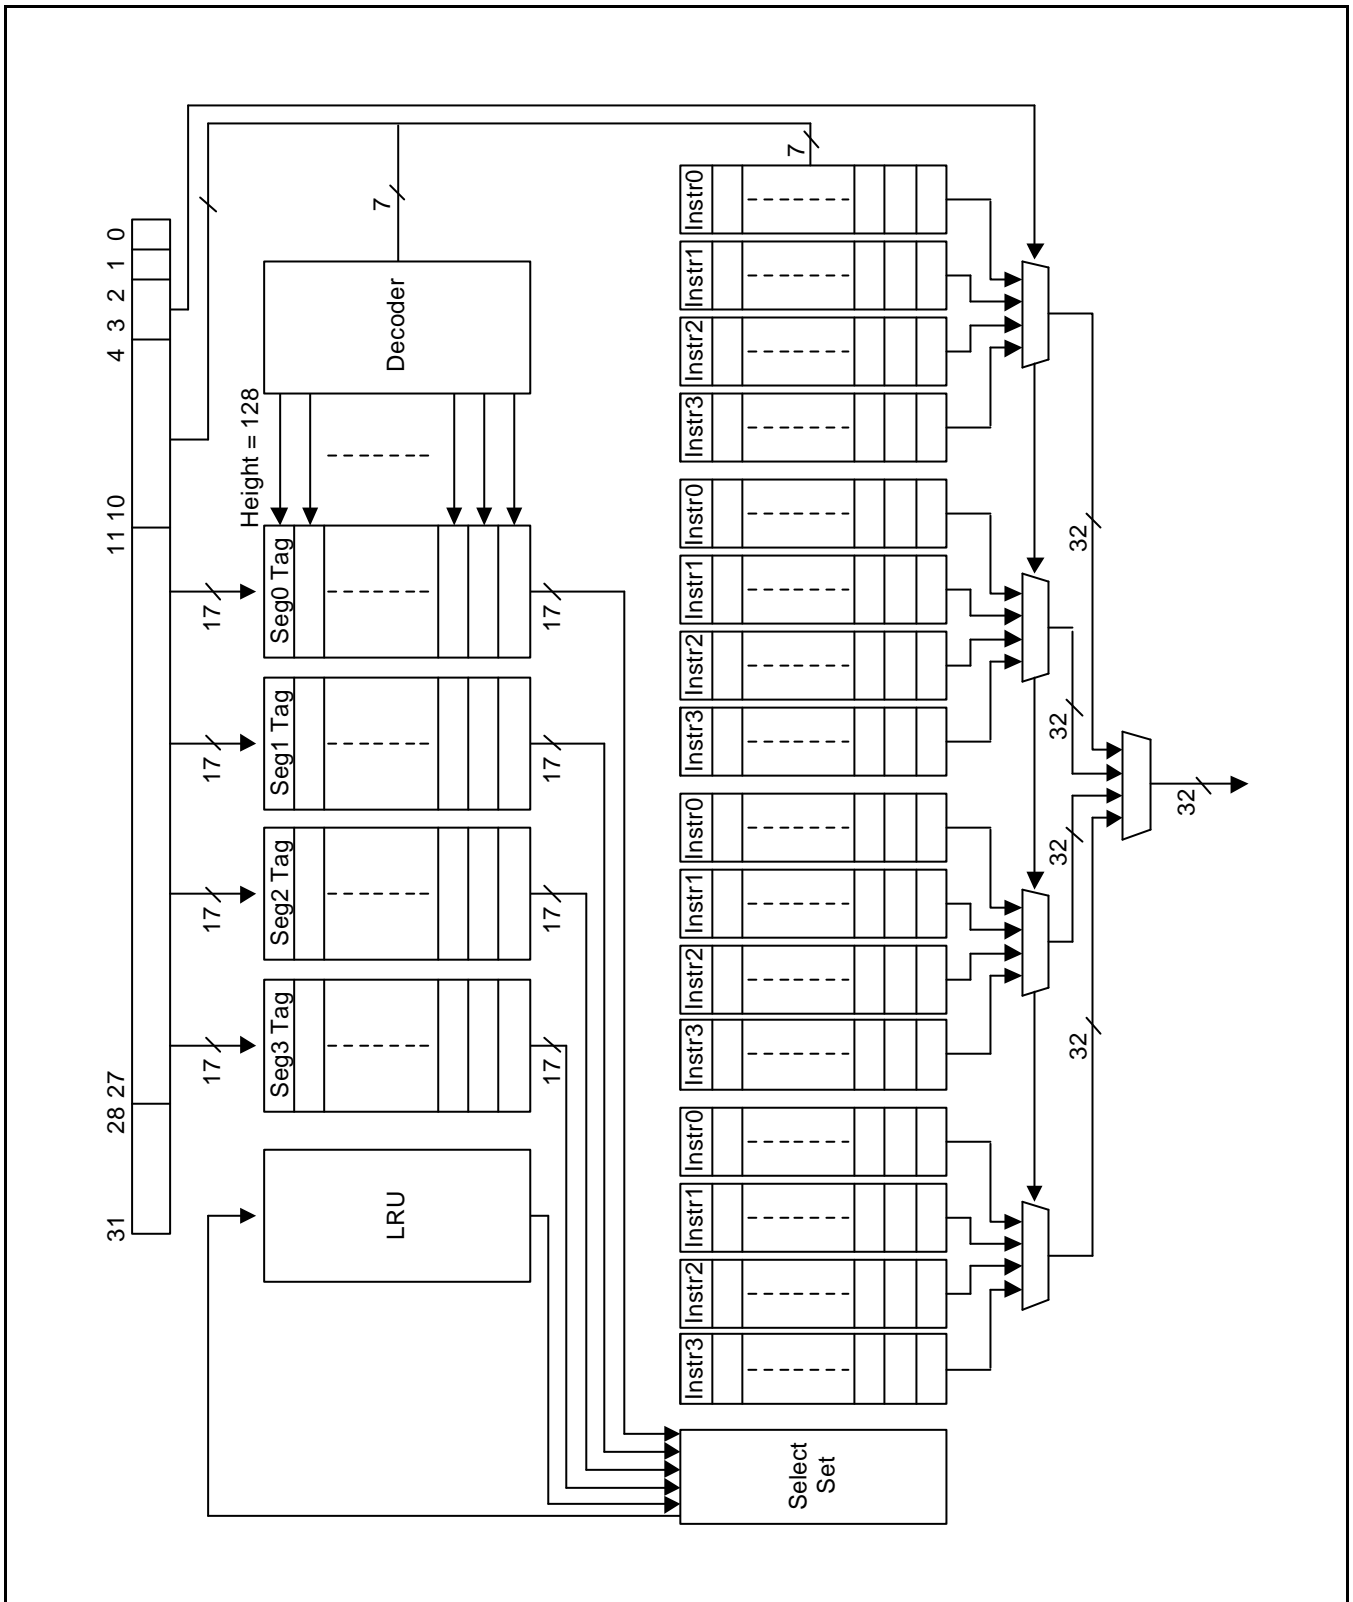 31 28 27 11 10 4 3 2 1 0
17 17 17 17
Height = 128
Seg3 Tag Seg2 Tag Seg1 Tag Seg0 Tag
7
LRU Decoder
17 17 17 17
Instr3 Instr2 Instr1 Instr0 Instr3 Instr2 Instr1 Instr0 Instr3 Instr2 Instr1 Instr0 Instr3 Instr2 Instr1 Instr0
7
Select
Set
32 32
32 32
32